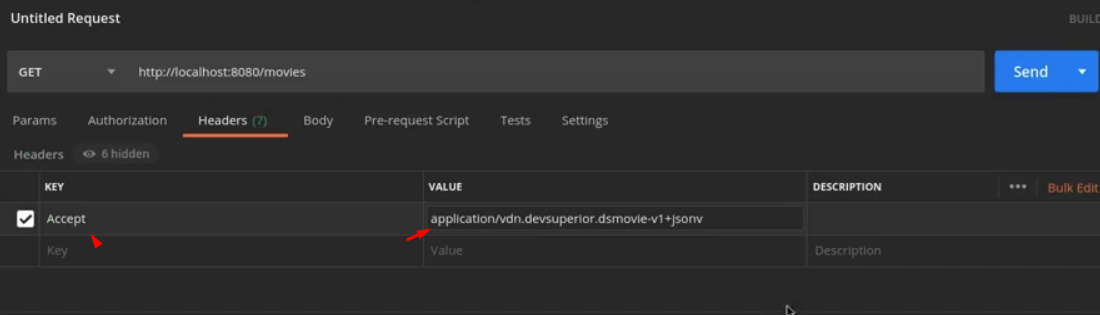 Untitled Request
BUILD
GET http://localhost:8080/movies Send
Params Authorization Headers (7) Body Pre-request Script Tests Settings
Headers 6 hidden
KEY VALUE DESCRIPTION ••• Bulk Edit
Accept application/vdn.devsuperior.dsmovie-v1+jsonv
Key Value Description